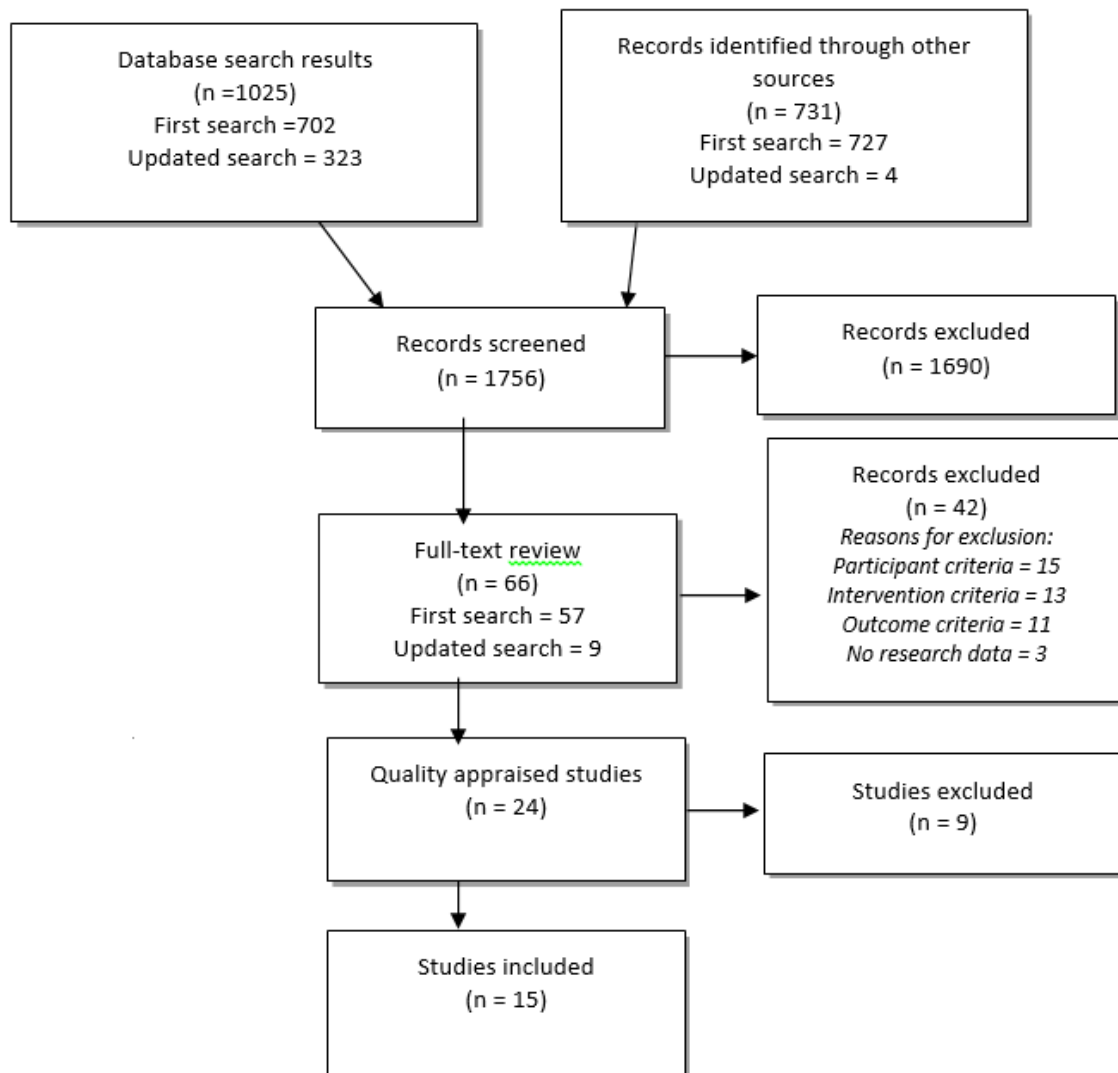 Database search results
(n =1025)
First search =702
Updated search = 323
Records identified through other
sources
(n = 731)
First search = 727
Updated search = 4
Records screened
(n = 1756)
Records excluded
(n = 1690)
Full-text review
(n = 66)
First search = 57
Updated search = 9
Records excluded
(n = 42)
Reasons for exclusion:
Participant criteria = 15
Intervention criteria = 13
Outcome criteria = 11
No research data = 3
Quality appraised studies
(n = 24)
Studies excluded
(n = 9)
Studies included
(n = 15)